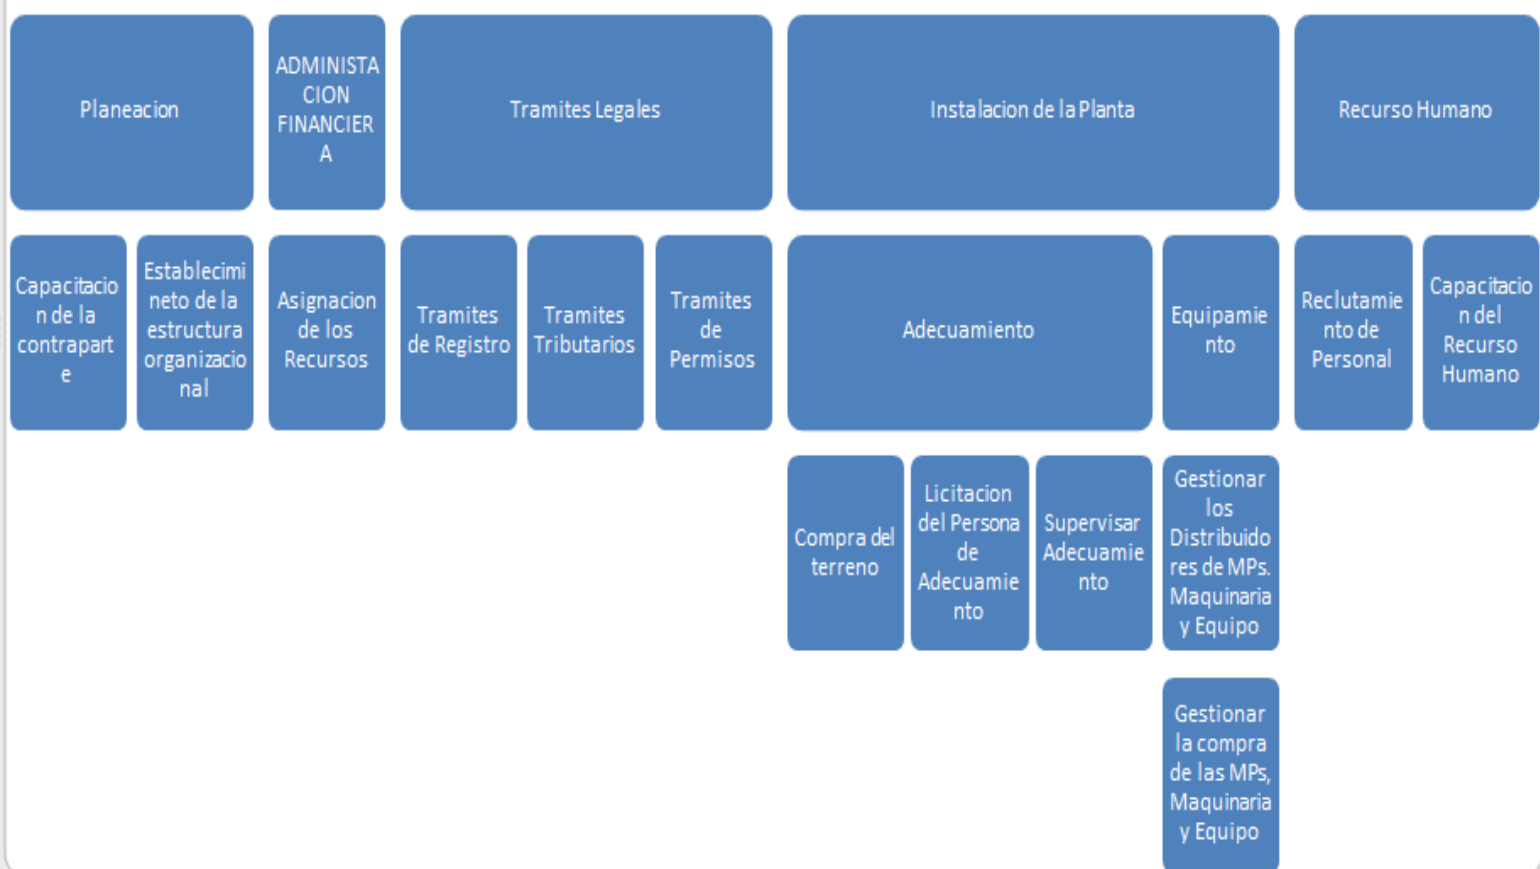 Planeacion
ADMINISTA
CION
FINANCIER
A
Tramites Legales
Instalacion de la Planta
Recurso Humano
Capacitacio
n de la
contrapart
e
Establecimi
neto de la
estructura
organizacio
nal
Asignacion
de los
Recursos
Tramites
de Registro
Tramites
Tributarios
Tramites
de
Permisos
Adecuamiento
Equipamie
nto
Reclutamie
nto de
Personal
Capacitacio
n del
Recurso
Humano
Compra del
terreno
Licitacion
del Persona
de
Adecuamie
nto
Supervisar
Adecuamie
nto
Gestionar
los
Distribuido
res de MPs.
Maquinaria
y Equipo
Gestionar
la compra
de las MPs,
Maquinaria
y Equipo